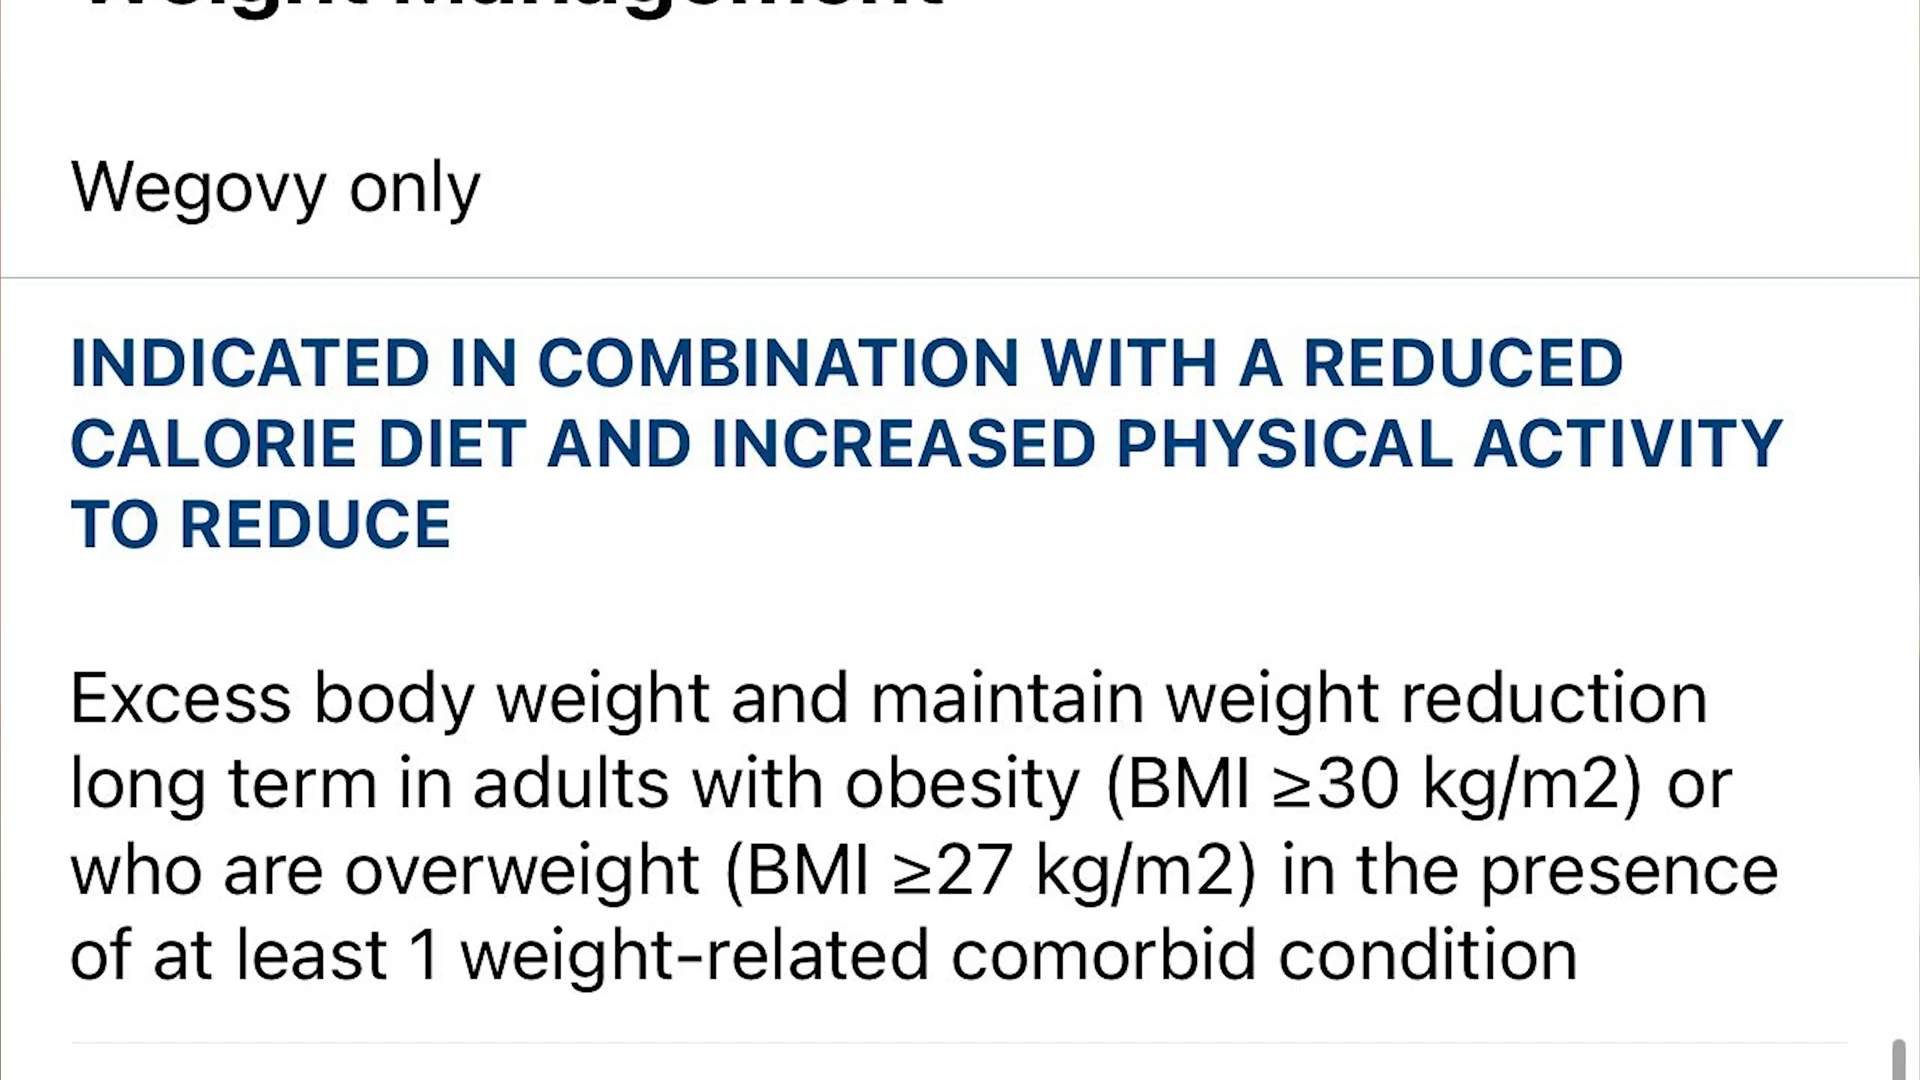 Weight Management
Wegovy only
INDICATED IN COMBINATION WITH A REDUCED
CALORIE DIET AND INCREASED PHYSICAL ACTIVITY
TO REDUCE
Excess body weight and maintain weight reduction
long term in adults with obesity (BMI ≥30 kg/m2) or
who are overweight (BMI ≥27 kg/m2) in the presence
of at least 1 weight-related comorbid condition